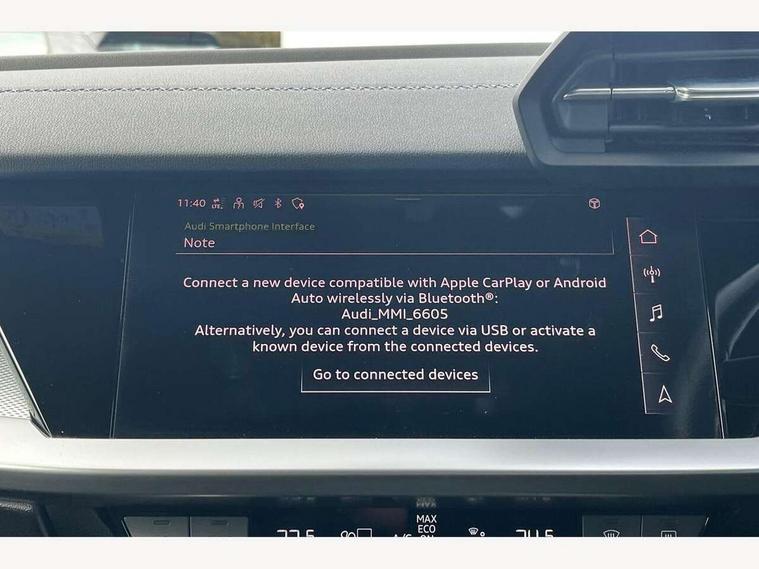 11:40 LTE
Audi Smartphone Interface
Note
Connect a new device compatible with Apple CarPlay or Android
Auto wirelessly via Bluetooth®:
Audi_MMI_6605
Alternatively, you can connect a device via USB or activate a
known device from the connected devices.
Go to connected devices
MAX
ECO